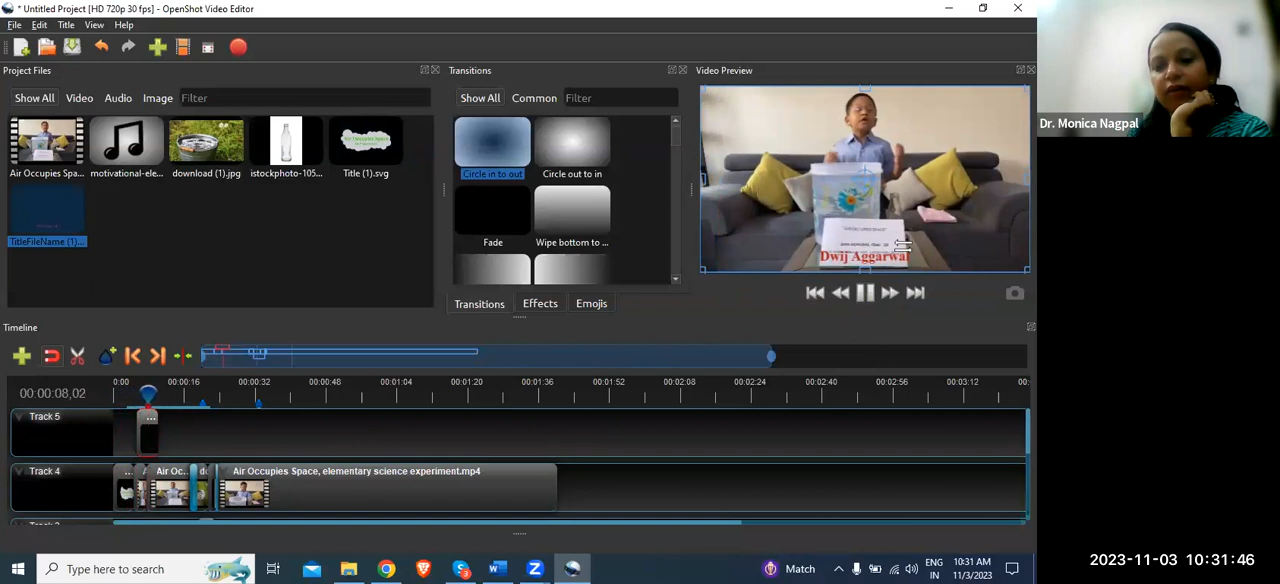 * Untitled Project [HD 720p 30 fps] - OpenShot Video Editor
File Edit Title View Help
Project Files
Transitions
Video Preview
Show All Video Audio Image Filter
Show All Common Filter
Air Occupies Spa...
motivational-ele...
download (1).jpg
istockphoto-105...
Title (1).svg
TitleFileName (1)...
Circle in to out
Circle out to in
Fade
Wipe bottom to ...
Transitions Effects Emojis
Dwij Aggarwal
Dr. Monica Nagpal
Timeline
00:00:08,02
0:00 00:00:16 00:00:32 00:00:48 00:01:04 00:01:20 00:01:36 00:01:52 00:02:08 00:02:24 00:02:40 00:02:56 00:03:12 00:
Track 5
...
Track 4
...
Air Oc...
Air Occupies Space, elementary science experiment.mp4
Type here to search
Match
ENG
IN
10:31 AM
11/3/2023
2023-11-03 10:31:46